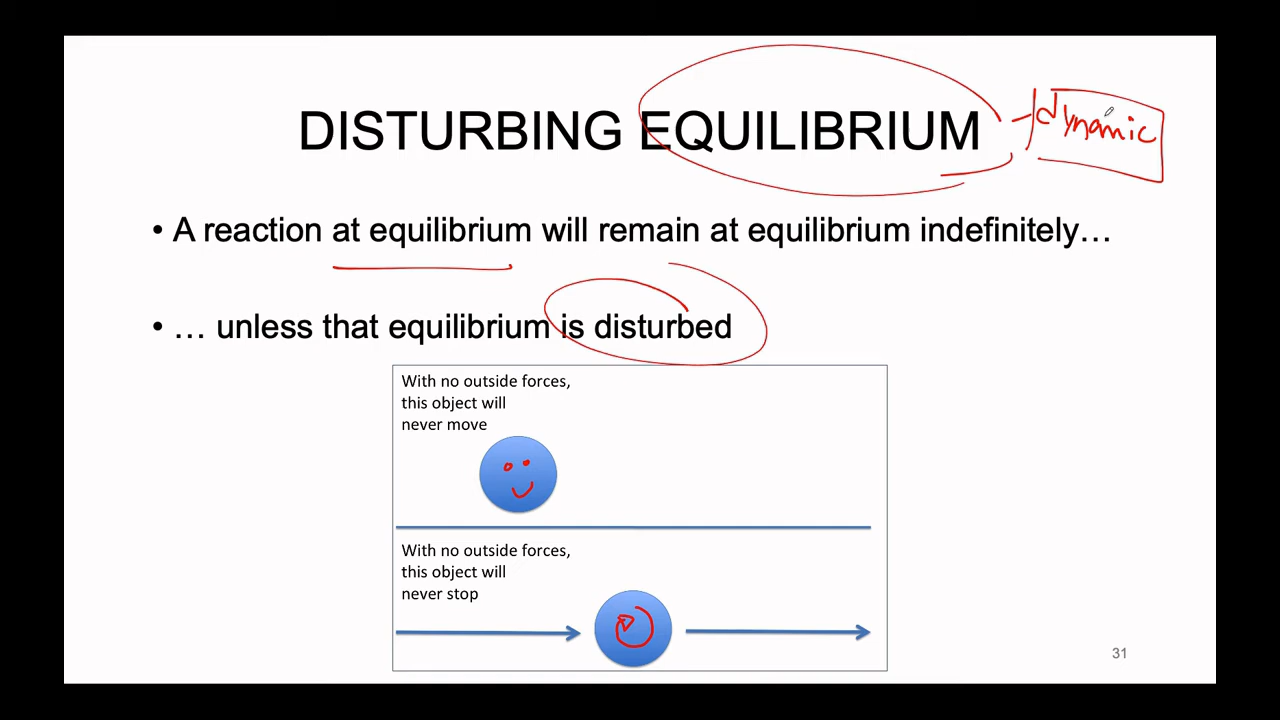 DISTURBING EQUILIBRIUM
dynamic
• A reaction at equilibrium will remain at equilibrium indefinitely…
• … unless that equilibrium is disturbed
With no outside forces,
this object will
never move
With no outside forces,
this object will
never stop
31